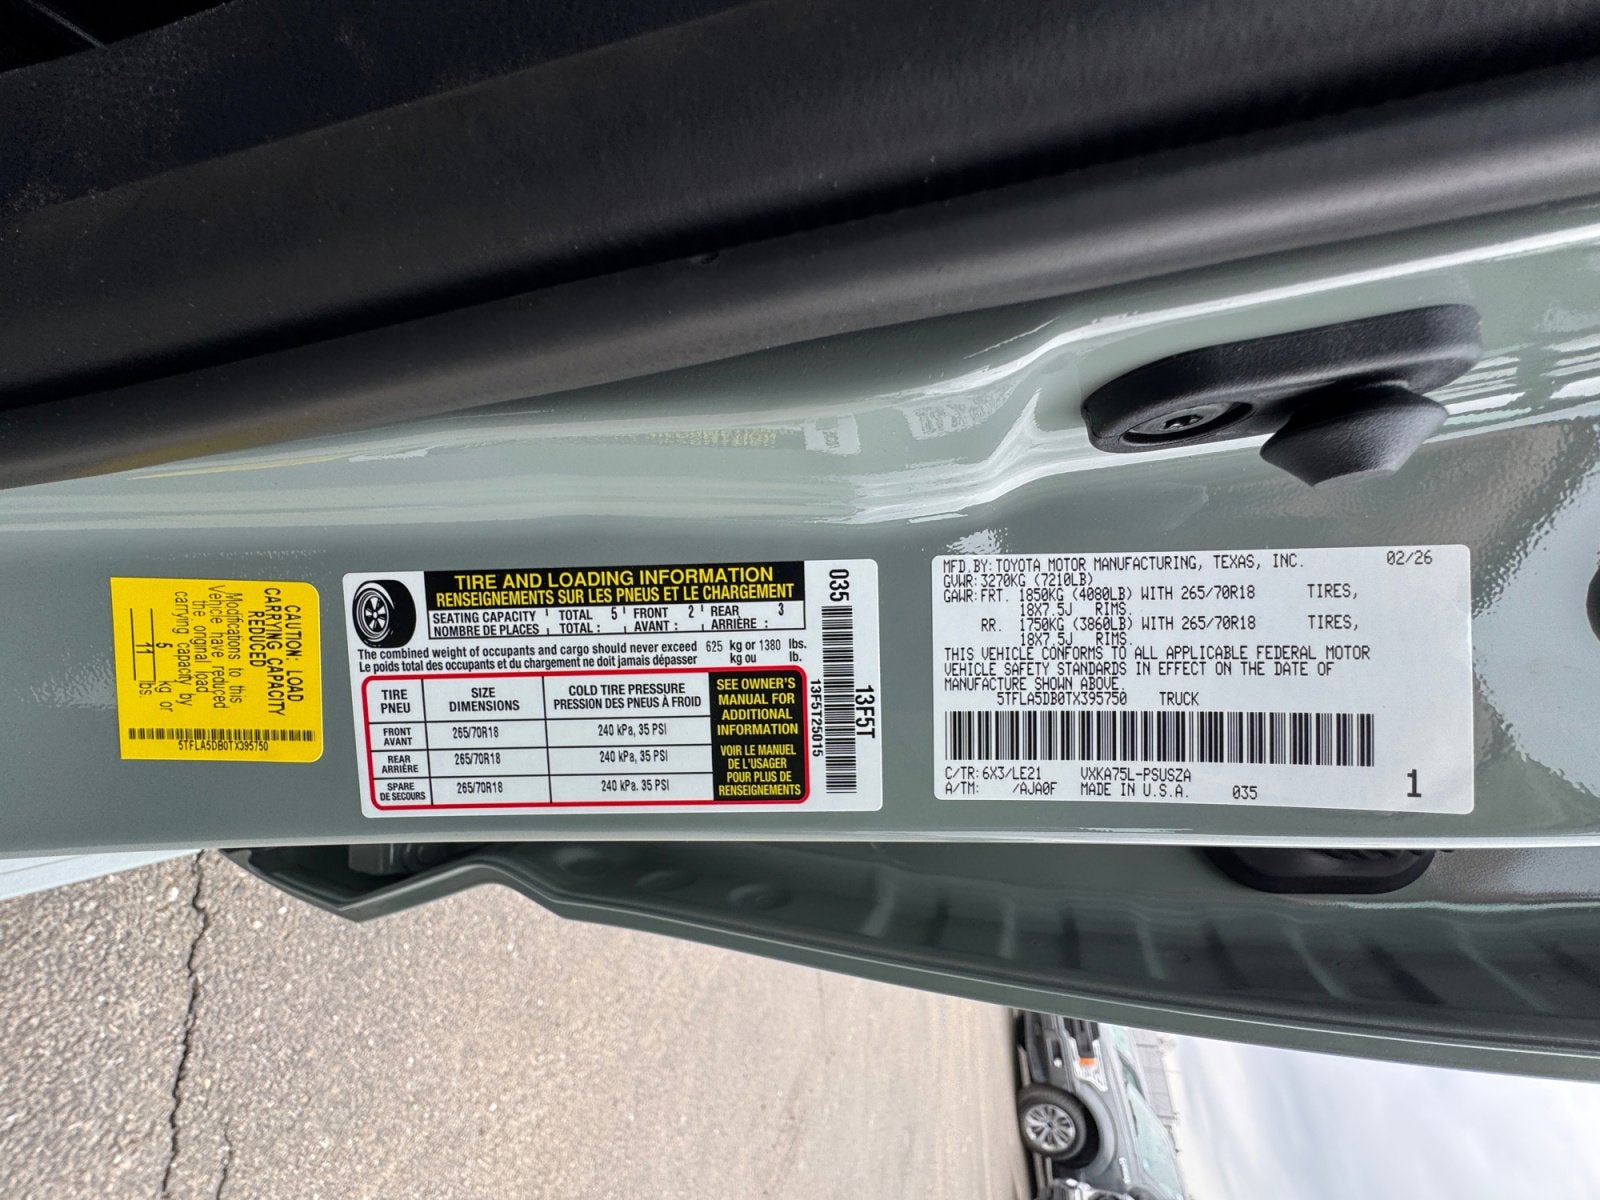 CAUTION: LOAD
CARRYING CAPACITY
REDUCED
Modifications to this
Vehicle have reduced
the original load
carrying capacity by
5 kg or
11 lbs
5TFLA5DB0TX395750
TIRE AND LOADING INFORMATION
RENSEIGNEMENTS SUR LES PNEUS ET LE CHARGEMENT
SEATING CAPACITY TOTAL 5 FRONT 2 REAR 3
NOMBRE DE PLACES TOTAL : AVANT : ARRIÈRE :
The combined weight of occupants and cargo should never exceed 625 kg or 1380 lbs.
Le poids total des occupants et du chargement ne doit jamais dépasser kg ou lb.
TIRE
PNEU
SIZE
DIMENSIONS
COLD TIRE PRESSURE
PRESSION DES PNEUS À FROID
FRONT
AVANT
265/70R18
240 kPa, 35 PSI
REAR
ARRIÈRE
265/70R18
240 kPa, 35 PSI
SPARE
DE SECOURS
265/70R18
240 kPa, 35 PSI
SEE OWNER'S
MANUAL FOR
ADDITIONAL
INFORMATION
VOIR LE MANUEL
DE L'USAGER
POUR PLUS DE
RENSEIGNEMENTS
035
13F5T25015
13F5T
MFD.BY:TOYOTA MOTOR MANUFACTURING, TEXAS, INC. 02/26
GVWR:3270KG (7210LB)
GAWR:FRT. 1850KG (4080LB) WITH 265/70R18 TIRES,
18X7.5J RIMS.
RR. 1750KG (3860LB) WITH 265/70R18 TIRES,
18X7.5J RIMS.
THIS VEHICLE CONFORMS TO ALL APPLICABLE FEDERAL MOTOR
VEHICLE SAFETY STANDARDS IN EFFECT ON THE DATE OF
MANUFACTURE SHOWN ABOVE.
5TFLA5DB0TX395750 TRUCK
C/TR:6X3/LE21 VXKA75L-PSUSZA
A/TM: /AJA0F MADE IN U.S.A. 035
1